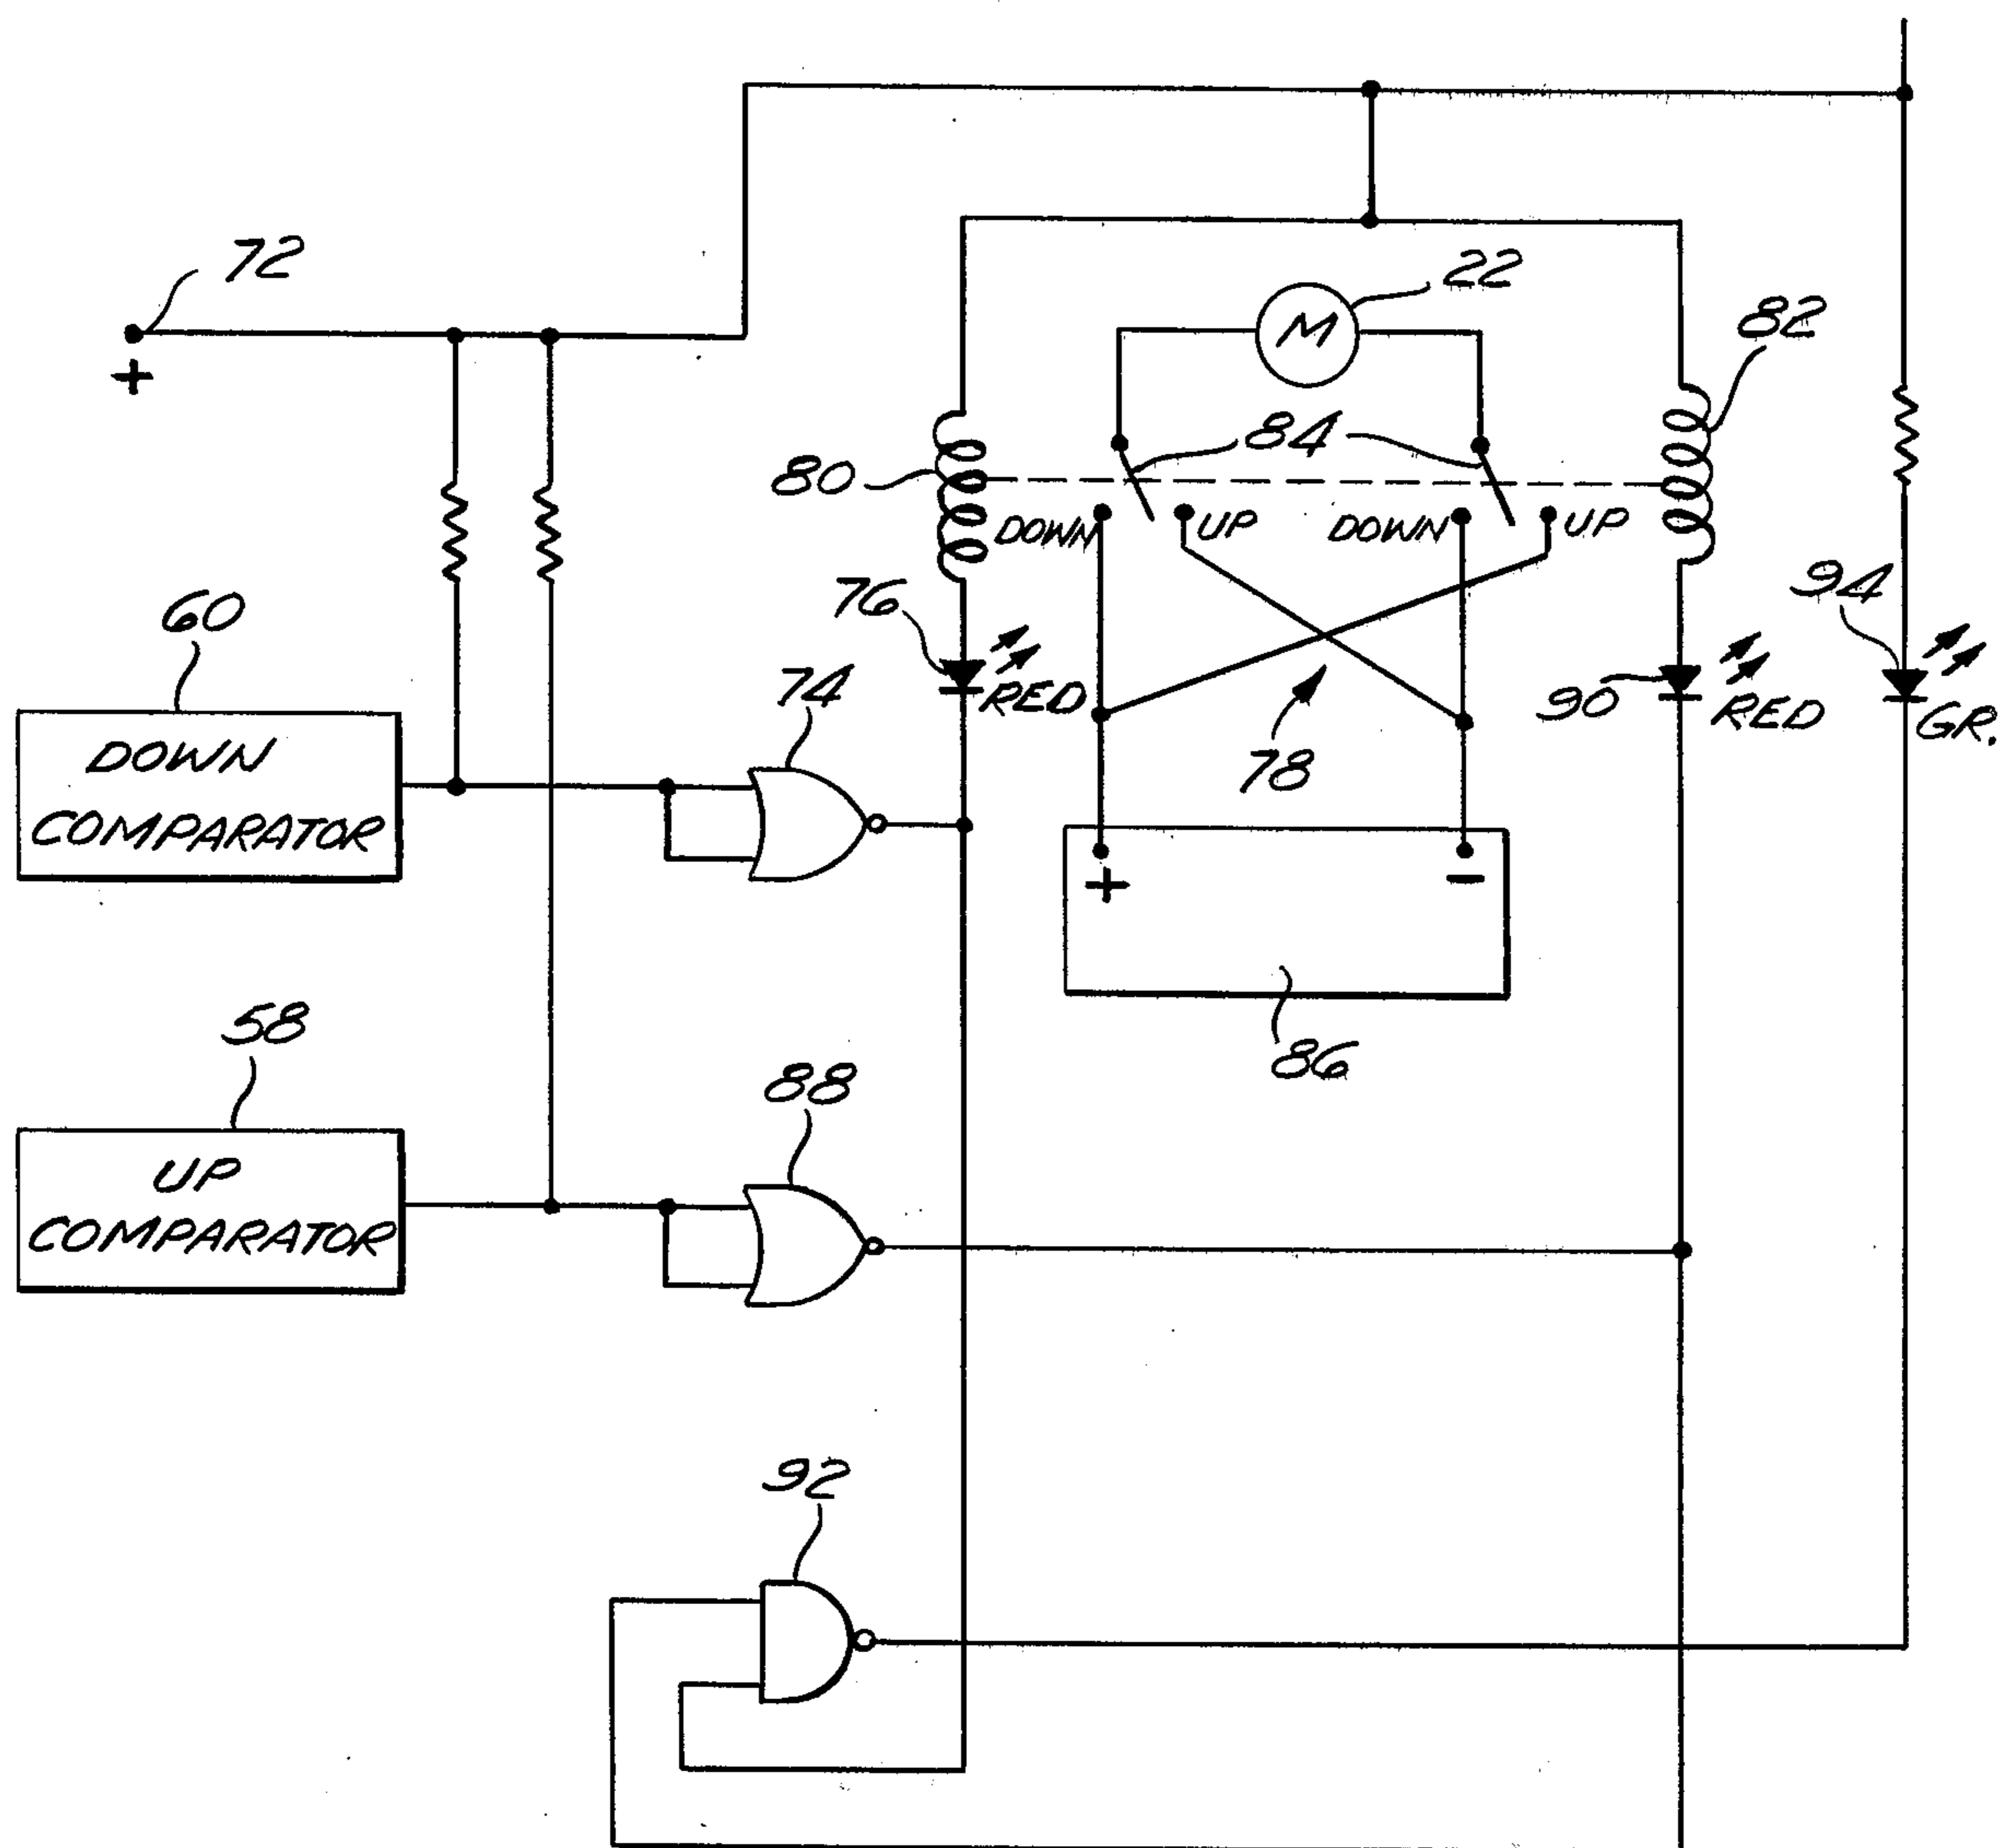 72
+
22
M
82
84
80
DOWN
UP
DOWN
UP
76
RED
94
60
74
90
RED
GR.
78
DOWN
COMPARATOR
+
−
58
86
88
UP
COMPARATOR
92